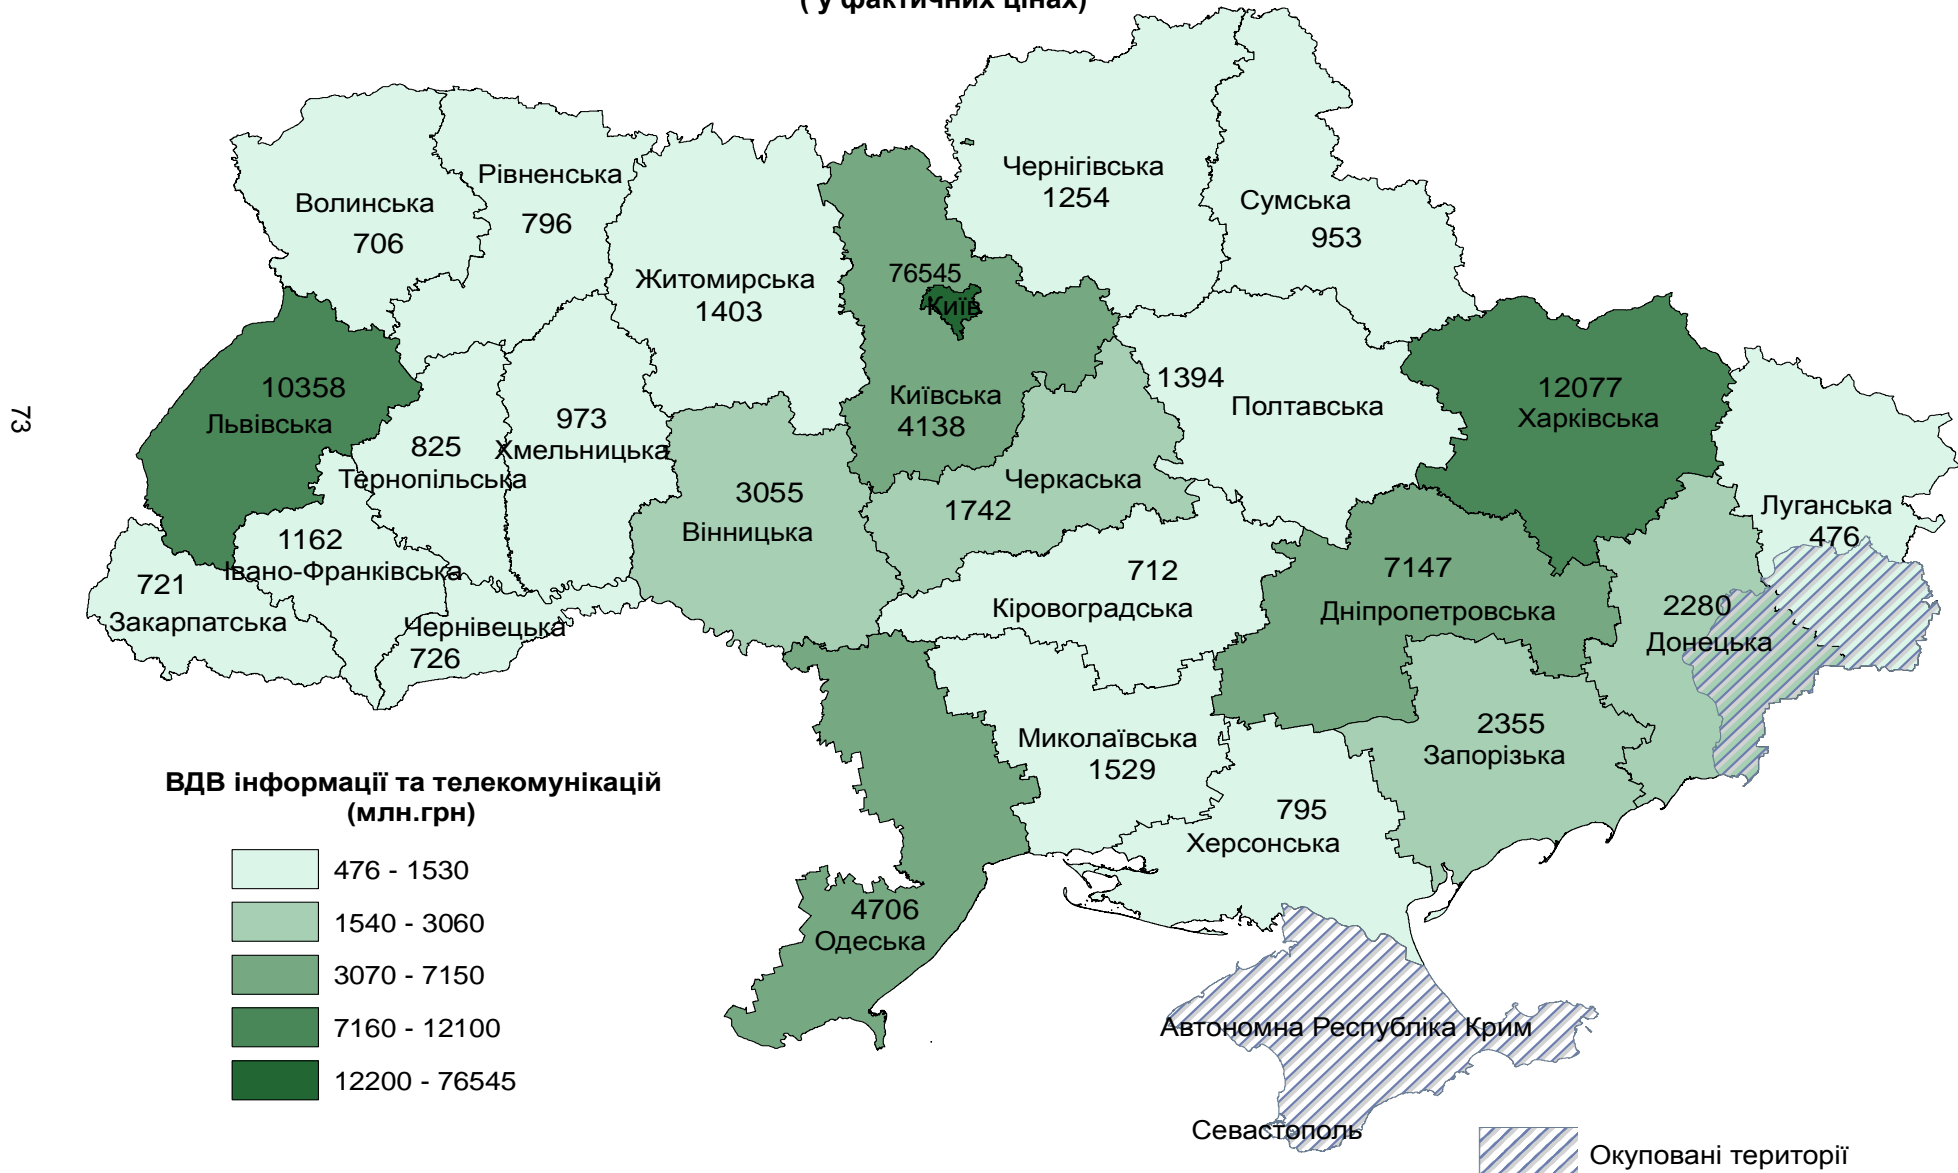 ( у фактичних цінах)
Чернігівська
1254
Рівненська
796
Волинська
706
Сумська
953
Житомирська
1403
76545
Київ
10358
Львівська
973
Хмельницька
825
Тернопільська
Київська
4138
1394
Полтавська
12077
Харківська
73
3055
Вінницька
Черкаська
1742
Луганська
476
1162
Івано-Франківська
721
Закарпатська
Чернівецька
726
712
Кіровоградська
7147
Дніпропетровська
2280
Донецька
Миколаївська
1529
2355
Запорізька
795
Херсонська
4706
Одеська
ВДВ інформації та телекомунікацій
(млн.грн)
476 - 1530
1540 - 3060
3070 - 7150
7160 - 12100
12200 - 76545
Автономна Республіка Крим
Севастополь
Окуповані території